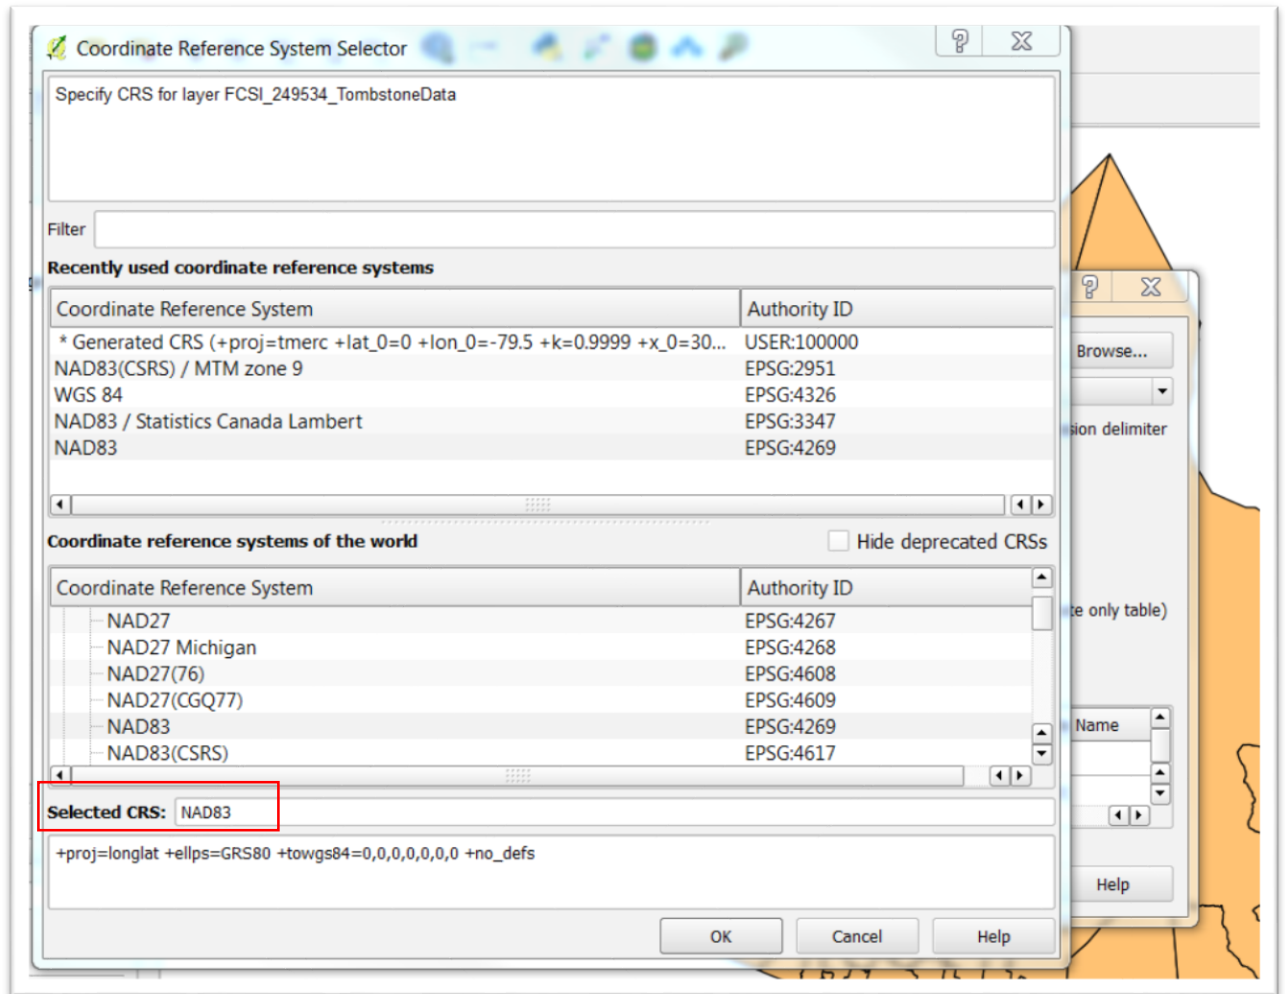 Coordinate Reference System Selector
Specify CRS for layer FCSI_249534_TombstoneData
Filter
Recently used coordinate reference systems
Coordinate Reference System Authority ID
* Generated CRS (+proj=tmerc +lat_0=0 +lon_0=-79.5 +k=0.9999 +x_0=30... USER:100000
NAD83(CSRS) / MTM zone 9 EPSG:2951
WGS 84 EPSG:4326
NAD83 / Statistics Canada Lambert EPSG:3347
NAD83 EPSG:4269
Coordinate reference systems of the world Hide deprecated CRSs
Coordinate Reference System Authority ID
NAD27 EPSG:4267
NAD27 Michigan EPSG:4268
NAD27(76) EPSG:4608
NAD27(CGQ77) EPSG:4609
NAD83 EPSG:4269
NAD83(CSRS) EPSG:4617
Selected CRS: NAD83
+proj=longlat +ellps=GRS80 +towgs84=0,0,0,0,0,0,0 +no_defs
OK Cancel Help
Browse...
delimiter
only table)
Name
Help